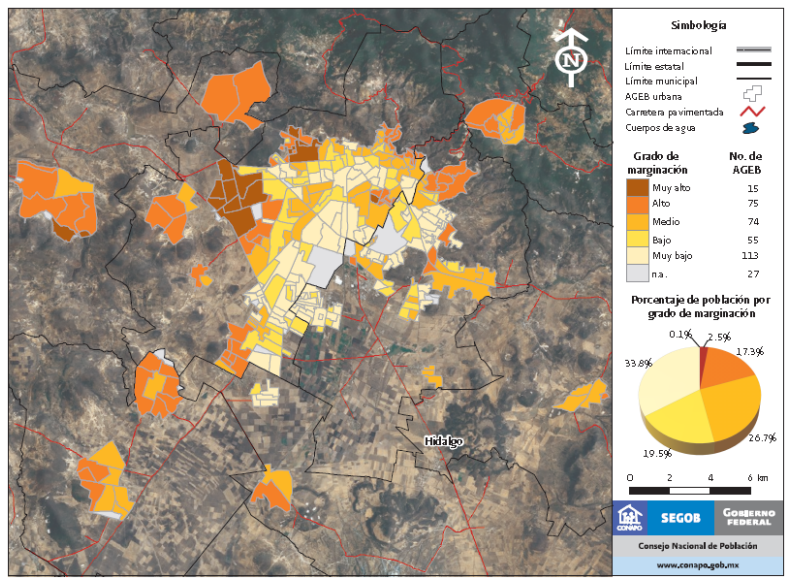 Simbología
Límite internacional
Límite estatal
Límite municipal
AGEB urbana
Carretera pavimentada
Cuerpos de agua
Grado de marginación
No. de AGEB
Muy alto 15
Alto 75
Medio 74
Bajo 55
Muy bajo 113
n.a. 27
Porcentaje de población por
grado de marginación
0.1%
2.5%
17.3%
26.7%
19.5%
33.8%
0 2 4 6 km
N
Hidalgo
CONAPO
SEGOB
GOBIERNO
FEDERAL
Consejo Nacional de Población
www.conapo.gob.mx